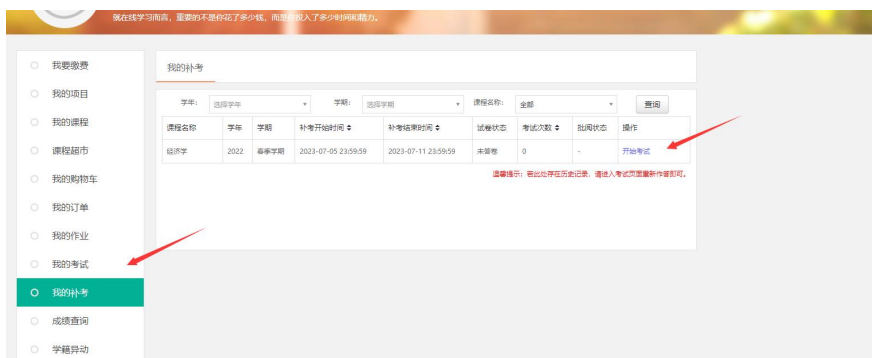 就在线学习而言，重要的不是你花了多少钱，而是你投入了多少时间和精力。
我要缴费
我的项目
我的课程
课程超市
我的购物车
我的订单
我的作业
我的考试
我的补考
成绩查询
学籍异动
我的补考
学年： 选择学年 学期： 选择学期 课程名称： 全部 查询
课程名称 学年 学期 补考开始时间 补考结束时间 试卷状态 考试次数 批阅状态 操作
经济学 2022 春季学期 2023-07-05 23:59:59 2023-07-11 23:59:59 未答卷 0 - 开始考试
温馨提示：若此处存在历史记录，请进入考试页面重新作答即可。